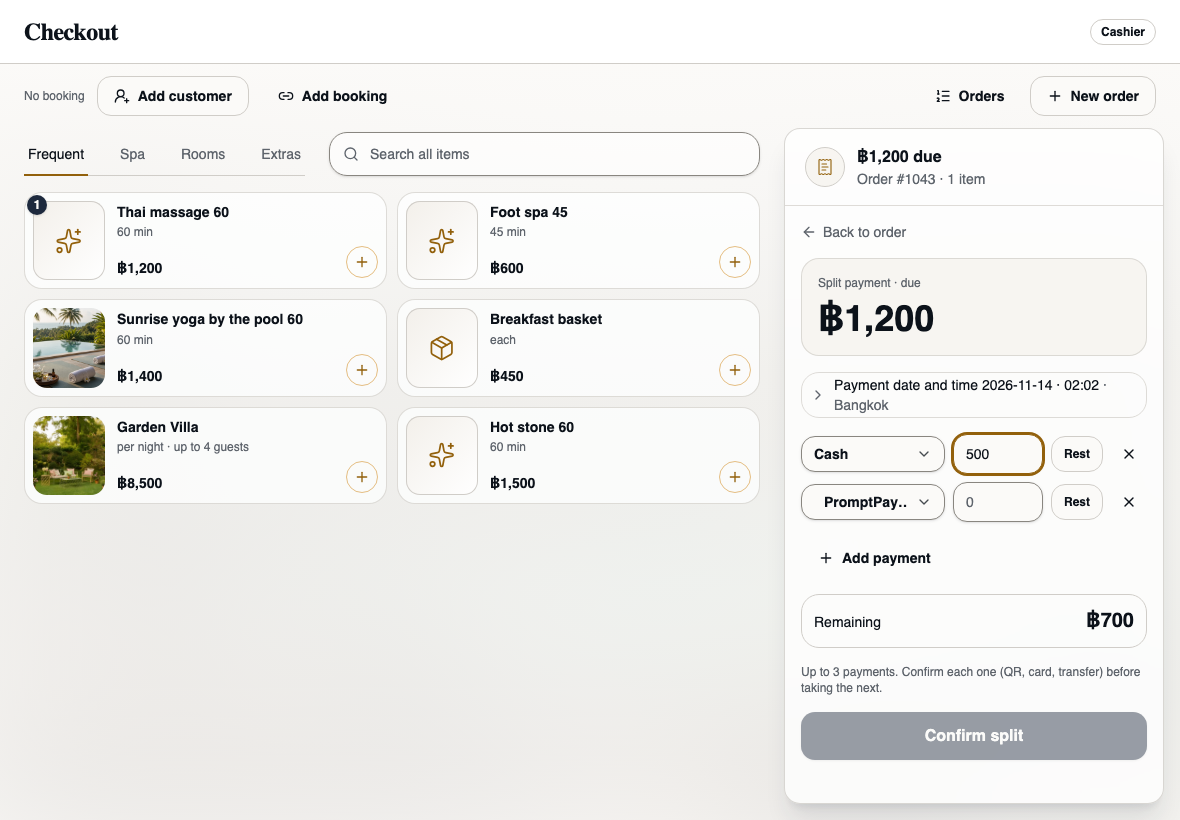 Checkout
Cashier
No booking
Add customer
Add booking
Orders
New order
Frequent
Spa
Rooms
Extras
Search all items
1
Thai massage 60
60 min
฿1,200
Foot spa 45
45 min
฿600
Sunrise yoga by the pool 60
60 min
฿1,400
Breakfast basket
each
฿450
Garden Villa
per night · up to 4 guests
฿8,500
Hot stone 60
60 min
฿1,500
฿1,200 due
Order #1043 · 1 item
Back to order
Split payment · due
฿1,200
Payment date and time 2026-11-14 · 02:02 ·
Bangkok
Cash
500
Rest
PromptPay..
0
Rest
Add payment
Remaining
฿700
Up to 3 payments. Confirm each one (QR, card, transfer) before
taking the next.
Confirm split